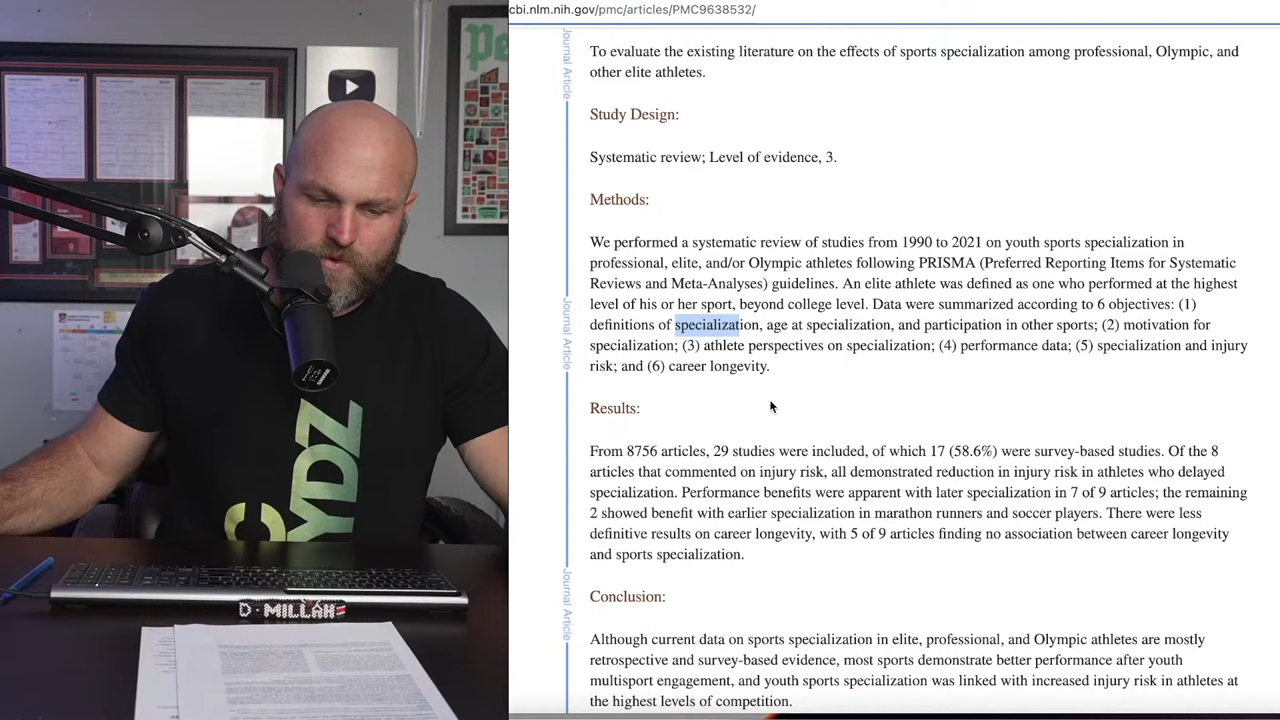 cbi.nlm.nih.gov/pmc/articles/PMC9638532/
Journal Article
To evaluate the existing literature on the effects of sports specialization among professional, Olympic, and
other elite athletes.
Study Design:
Systematic review; Level of evidence, 3.
Methods:
We performed a systematic review of studies from 1990 to 2021 on youth sports specialization in
professional, elite, and/or Olympic athletes following PRISMA (Preferred Reporting Items for Systematic
Reviews and Meta-Analyses) guidelines. An elite athlete was defined as one who performed at the highest
level of his or her sport, beyond college level. Data were summarized according to 6 objectives: (1)
definition of specialization; (2) age at specialization, past participation in other sports, or motivation for
specialization; (3) athlete perspectives on specialization; (4) performance data; (5) specialization and injury
risk; and (6) career longevity.
Journal Article
Results:
From 8756 articles, 29 studies were included, of which 17 (58.6%) were survey-based studies. Of the 8
articles that commented on injury risk, all demonstrated reduction in injury risk in athletes who delayed
specialization. Performance benefits were apparent with later specialization in 7 of 9 articles; the remaining
2 showed benefit with earlier specialization in marathon runners and soccer players. There were less
definitive results on career longevity, with 5 of 9 articles finding no association between career longevity
and sports specialization.
Journal Article
Conclusion:
Although current data on sports specialization in elite, professional, and Olympic athletes are mostly
retrospective and survey-based evidence, most sports demonstrate better performance after youth
multisport engagement, and youth sports specialization was linked with increased injury risk in athletes at
the highest levels of competition.
C
YDZ
D MILLAR